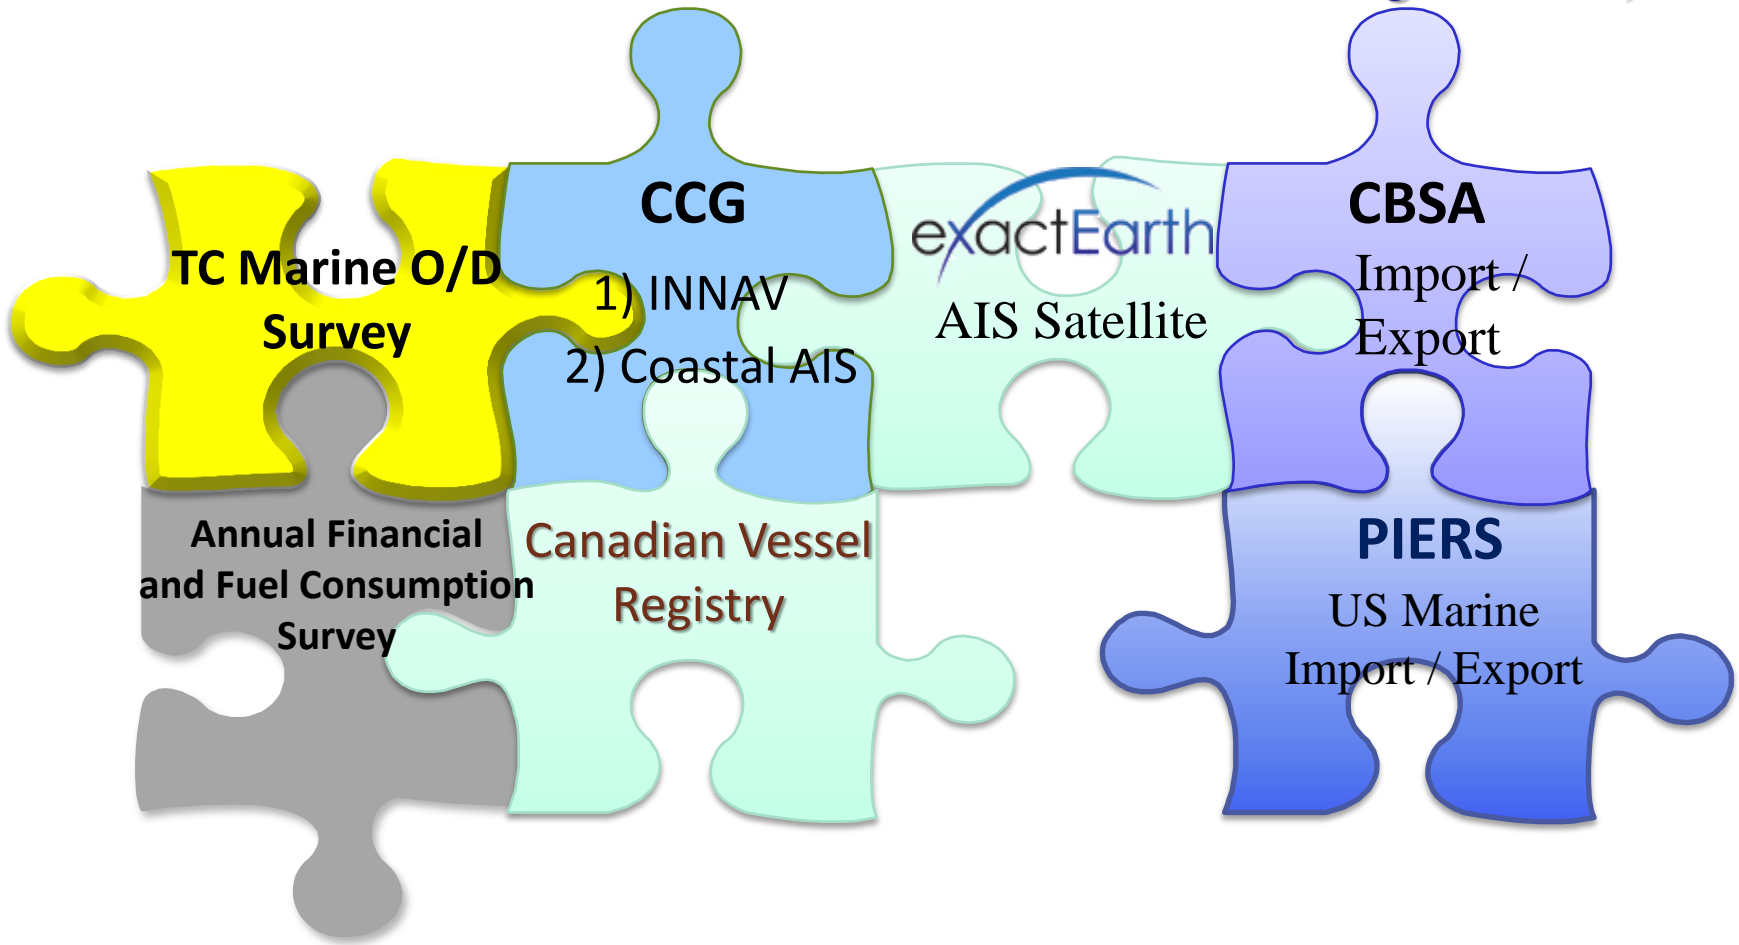 TC Marine O/D
Survey
CCG
1) INNAV
2) Coastal AIS
exactEarth
AIS Satellite
CBSA
Import /
Export
Annual Financial
and Fuel Consumption
Survey
Canadian Vessel
Registry
PIERS
US Marine
Import / Export